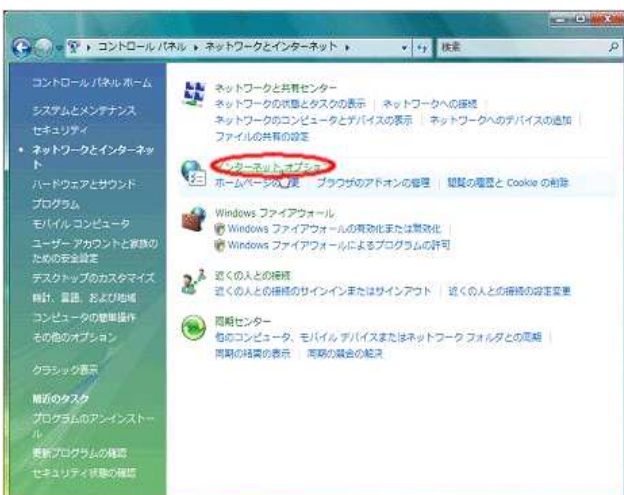 コントロール パネル ▸ ネットワークとインターネット ▸
検索
コントロール パネル ホーム
システムとメンテナンス
セキュリティ
• ネットワークとインターネッ
ト
ハードウェアとサウンド
プログラム
モバイル コンピュータ
ユーザー アカウントと家族の
ための安全設定
デスクトップのカスタマイズ
時計、言語、および地域
コンピュータの簡単操作
その他のオプション
クラシック表示
最近のタスク
プログラムのアンインストー
ル
更新プログラムの確認
セキュリティ状態の確認
ネットワークと共有センター
ネットワークの状態とタスクの表示 | ネットワークへの接続 |
ネットワークのコンピュータとデバイスの表示 | ネットワークへのデバイスの追加 |
ファイルの共有の設定
インターネット オプション
ホームページの変更 | ブラウザのアドオンの管理 | 閲覧の履歴と Cookie の削除
Windows ファイアウォール
Windows ファイアウォールの有効化または無効化 |
Windows ファイアウォールによるプログラムの許可
近くの人との接続
近くの人との接続のサインインまたはサインアウト | 近くの人との接続の設定変更
同期センター
他のコンピュータ、モバイル デバイスまたはネットワーク フォルダとの同期 |
同期の結果の表示 | 同期の競合の解決